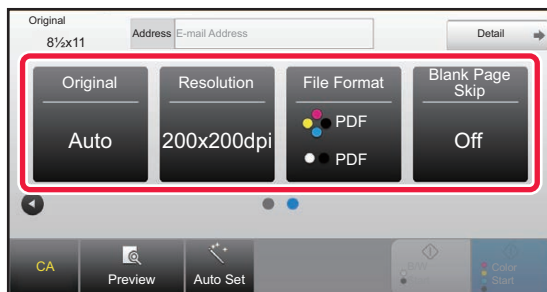 Original
8½x11
Address
E-mail Address
Detail
Original
Auto
Resolution
200x200dpi
File Format
PDF
PDF
Blank Page
Skip
Off
CA
Preview
Auto Set
B/W
Color
Start